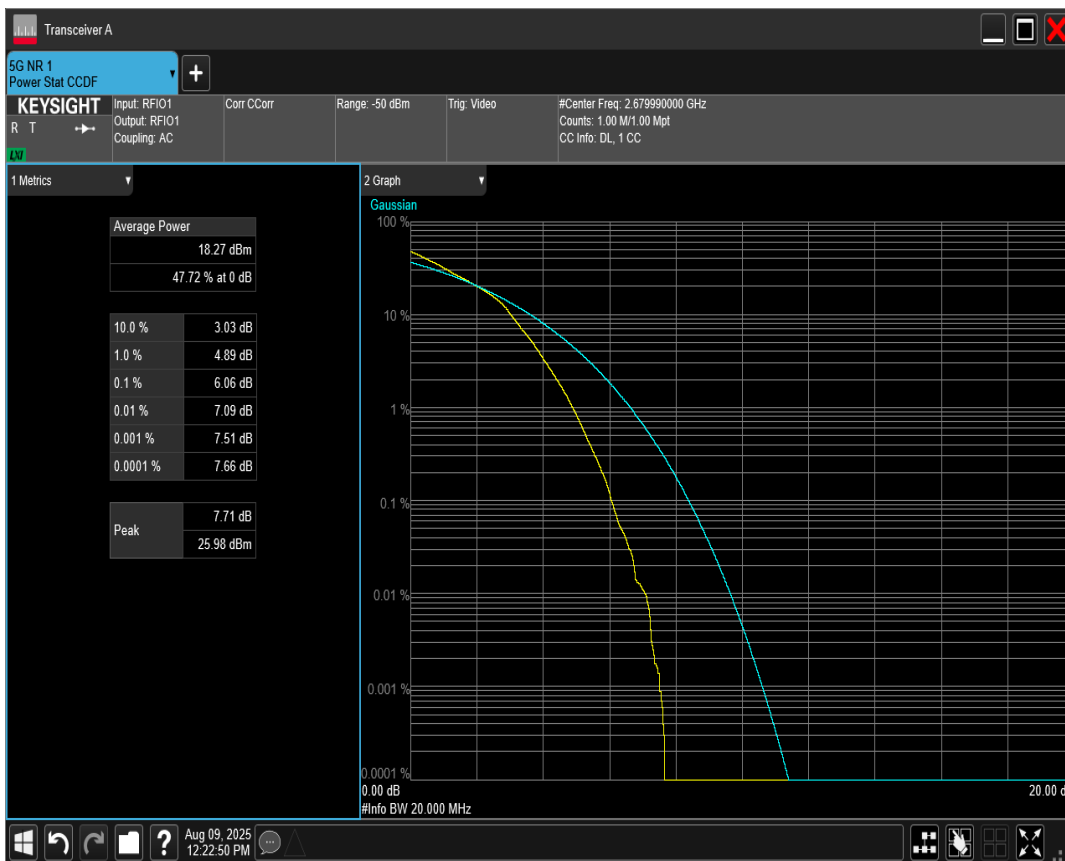 Transceiver A
5G NR 1
Power Stat CCDF
KEYSIGHT
R T
LXI
Input: RFIO1
Output: RFIO1
Coupling: AC
Corr CCorr
Range: -50 dBm
Trig: Video
#Center Freq: 2.679990000 GHz
Counts: 1.00 M/1.00 Mpt
CC Info: DL, 1 CC
1 Metrics
Average Power
18.27 dBm
47.72 % at 0 dB
10.0 % 3.03 dB
1.0 % 4.89 dB
0.1 % 6.06 dB
0.01 % 7.09 dB
0.001 % 7.51 dB
0.0001 % 7.66 dB
Peak 7.71 dB
25.98 dBm
2 Graph
Gaussian
100 %
10 %
1 %
0.1 %
0.01 %
0.001 %
0.0001 %
0.00 dB 20.00 d
#Info BW 20.000 MHz
?
Aug 09, 2025
12:22:50 PM